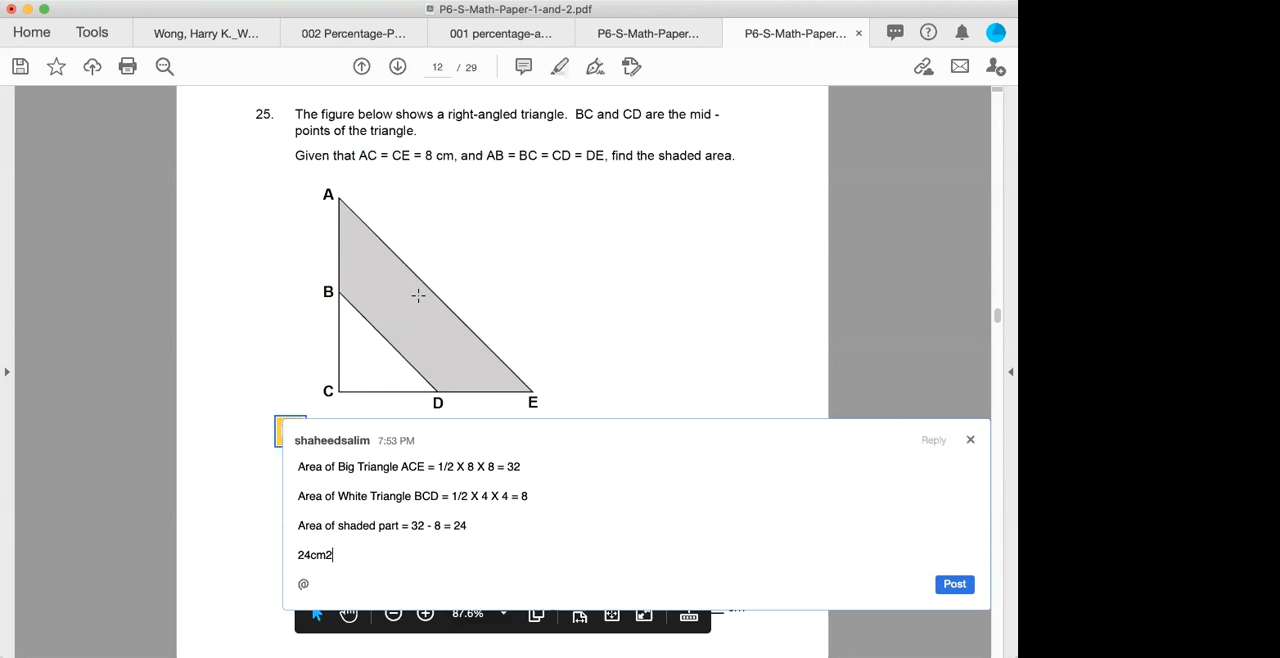 P6-S-Math-Paper-1-and-2.pdf
Home Tools Wong, Harry K._W... 002 Percentage-P... 001 percentage-a... P6-S-Math-Paper... P6-S-Math-Paper... ×
12 / 29
25. The figure below shows a right-angled triangle. BC and CD are the mid -
points of the triangle.
Given that AC = CE = 8 cm, and AB = BC = CD = DE, find the shaded area.
A
B
C
D E
shaheedsalim 7:53 PM Reply
Area of Big Triangle ACE = 1/2 X 8 X 8 = 32
Area of White Triangle BCD = 1/2 X 4 X 4 = 8
Area of shaded part = 32 - 8 = 24
24cm2
@ Post
87.6%